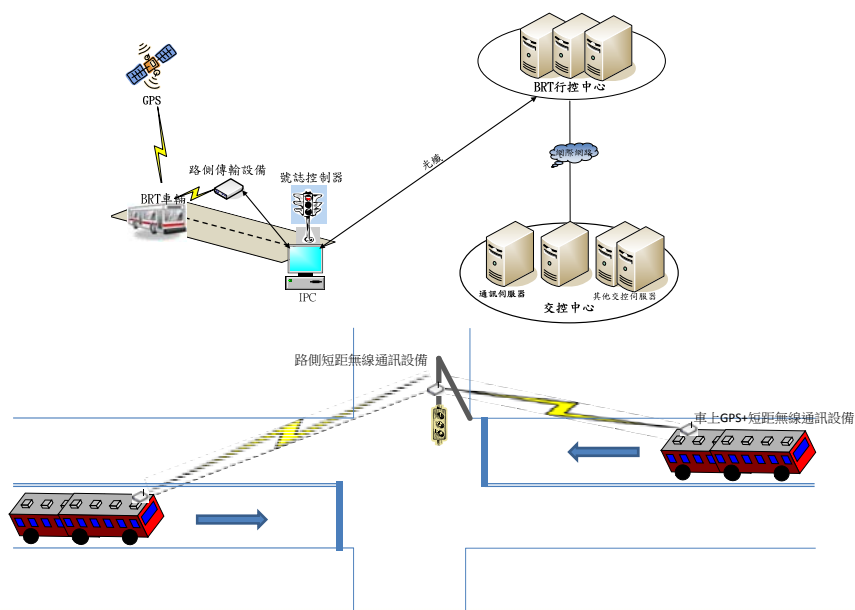 BRT行控中心
GPS
光纖
網際網路
路側傳輸設備
號誌控制器
BRT車輛
IPC
通訊伺服器
其他交控伺服器
交控中心
路側短距無線通訊設備
車上GPS+短距無線通訊設備